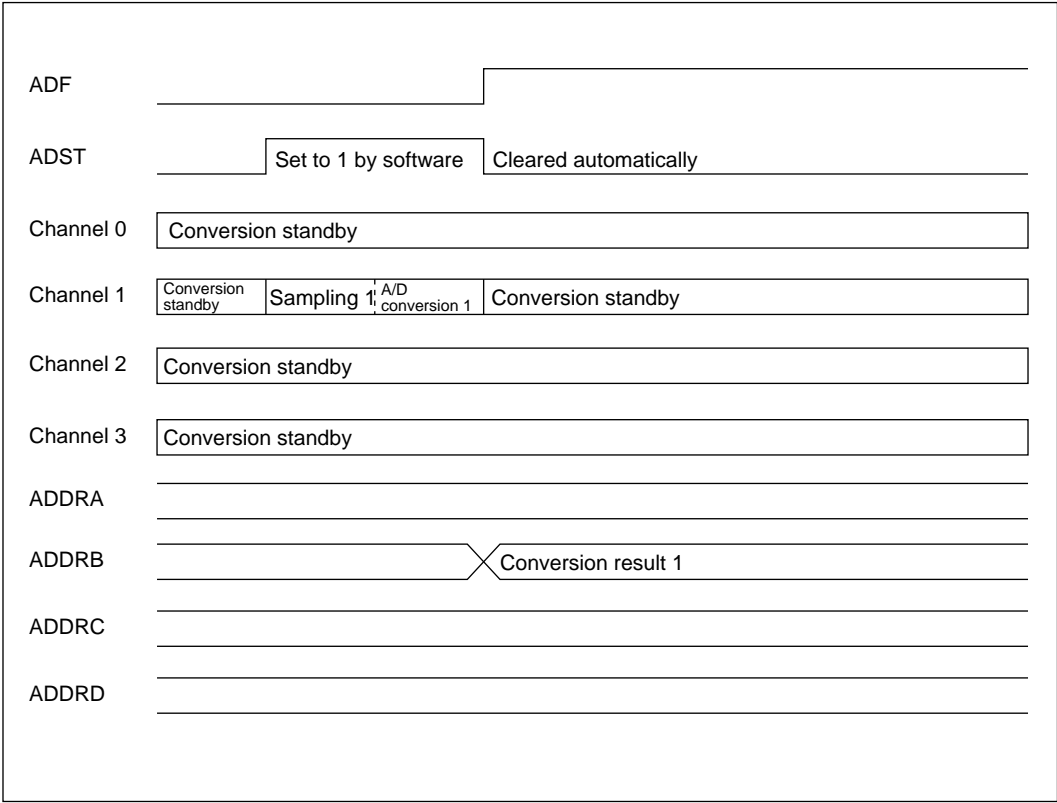 ADF
ADST Set to 1 by software Cleared automatically
Channel 0 Conversion standby
Channel 1 Conversion standby Sampling 1 A/D conversion 1 Conversion standby
Channel 2 Conversion standby
Channel 3 Conversion standby
ADDRA
ADDRB Conversion result 1
ADDRC
ADDRD